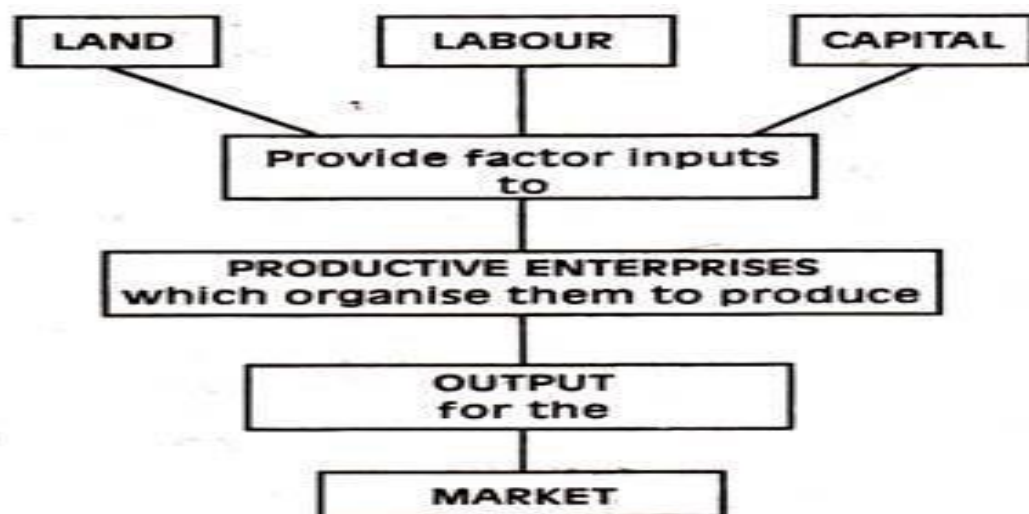 LAND
LABOUR
CAPITAL
Provide factor inputs
to
PRODUCTIVE ENTERPRISES
which organise them to produce
OUTPUT
for the
MARKET